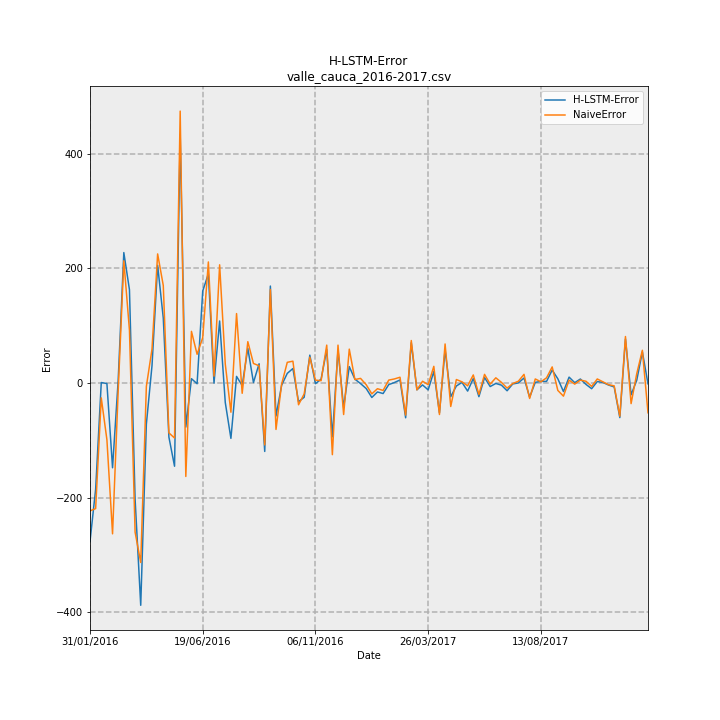 H-LSTM-Error
valle_cauca_2016-2017.csv
H-LSTM-Error
NaiveError
Error
400
200
0
−200
−400
31/01/2016
19/06/2016
06/11/2016
26/03/2017
13/08/2017
Date